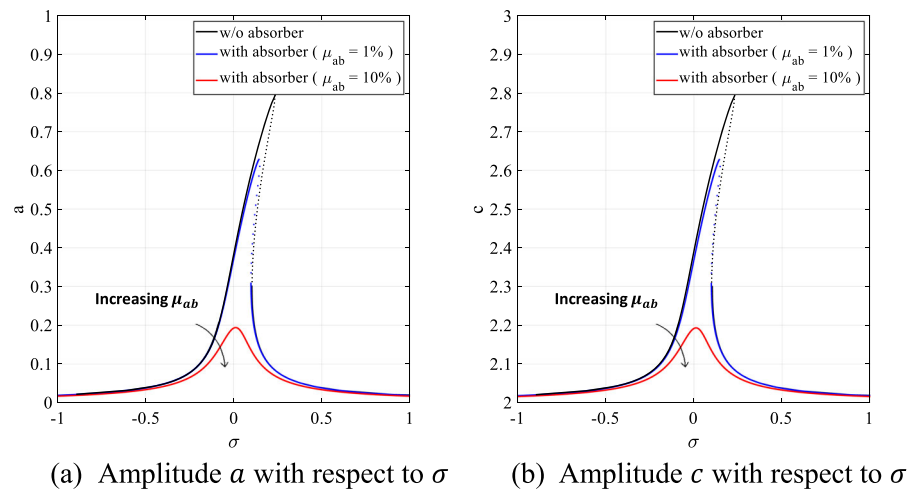 1
0.9
0.8
0.7
0.6
0.5
0.4
0.3
0.2
0.1
0
a
w/o absorber
with absorber ( μab = 1%)
with absorber ( μab = 10%)
Increasing μab
-1 -0.5 0 0.5 1
σ
(a) Amplitude a with respect to σ
3
2.9
2.8
2.7
2.6
2.5
2.4
2.3
2.2
2.1
2
c
w/o absorber
with absorber ( μab = 1%)
with absorber ( μab = 10%)
Increasing μab
-1 -0.5 0 0.5 1
σ
(b) Amplitude c with respect to σ